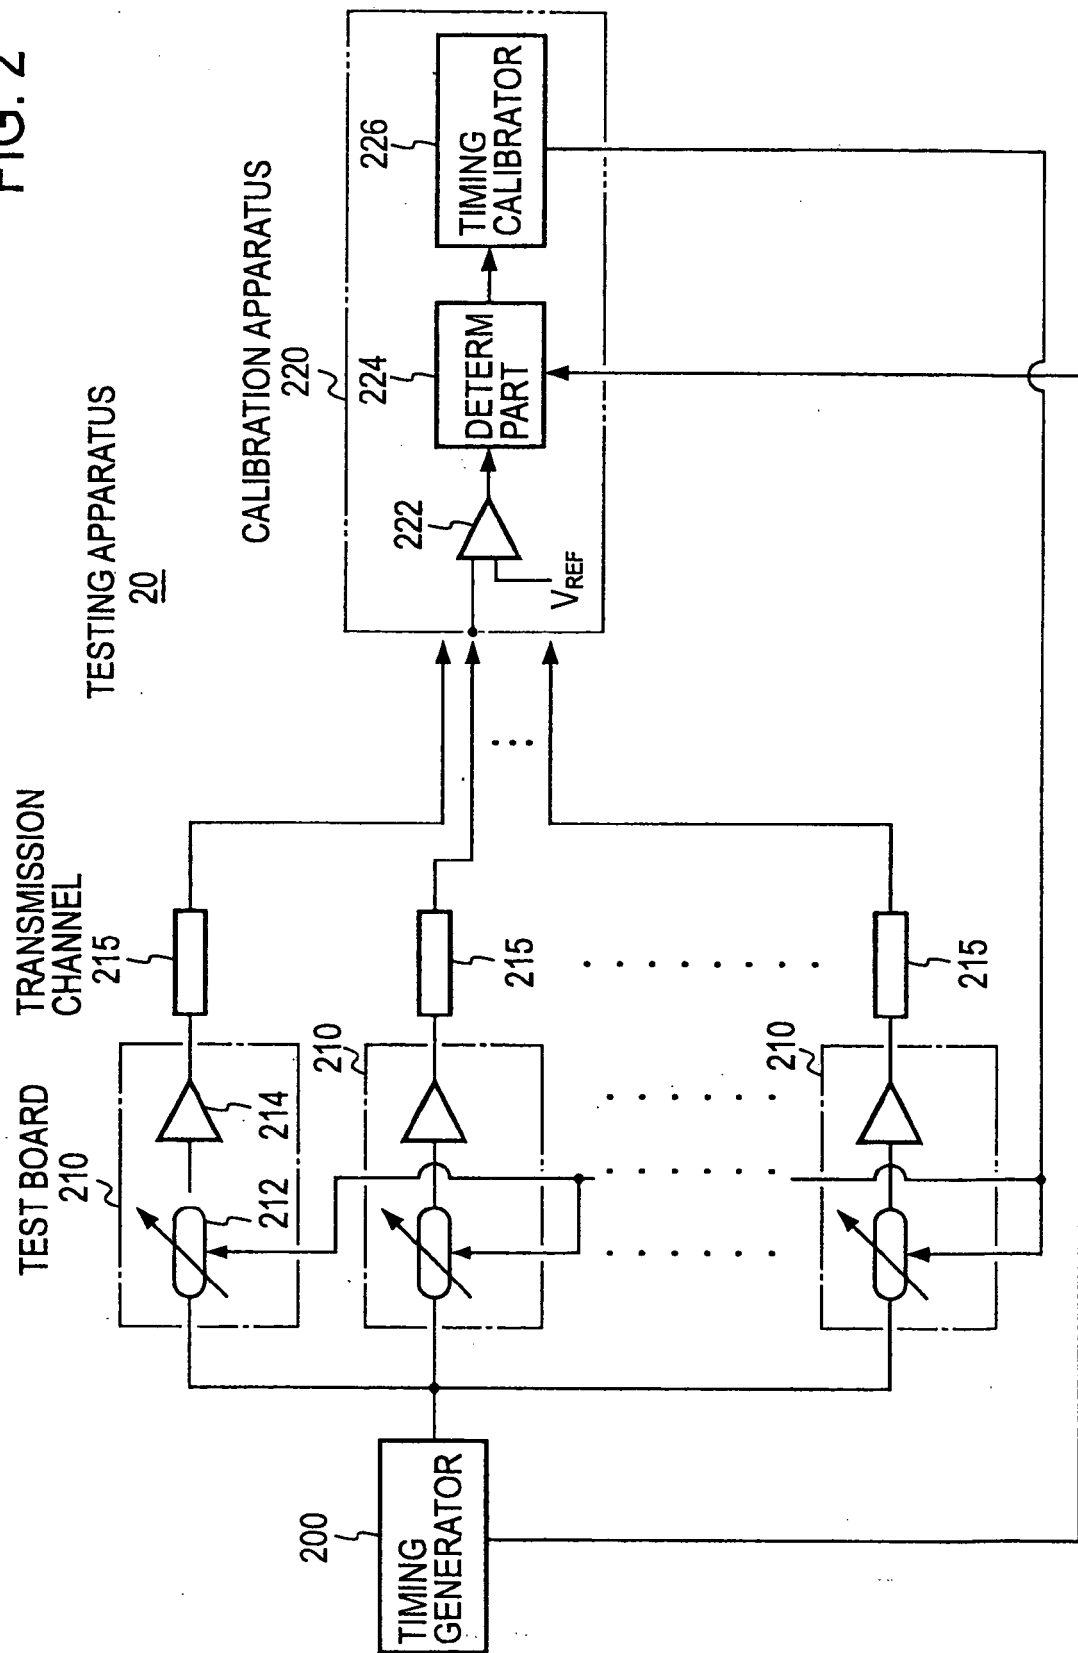 FIG. 2
TESTING APPARATUS
20
CALIBRATION APPARATUS
220
222
VREF
224
DETERM
PART
226
TIMING
CALIBRATOR
TRANSMISSION
CHANNEL
215
215
215
TEST BOARD
210
212
214
210
210
200
TIMING
GENERATOR